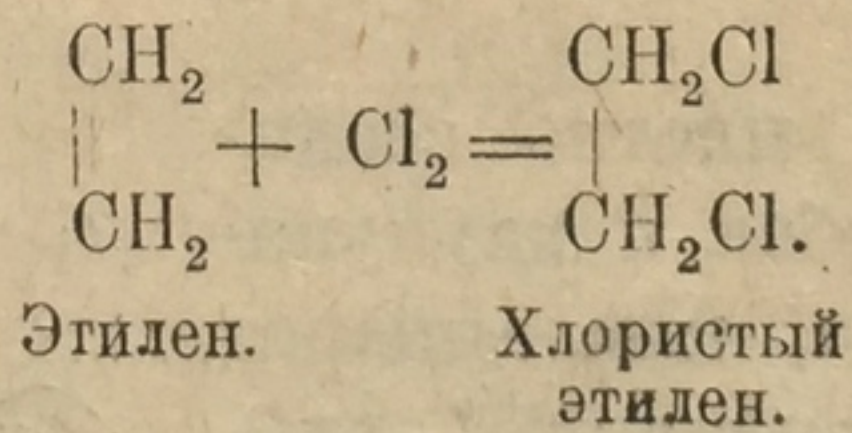 CH₂ CH₂Cl
| + Cl₂ = |
CH₂ CH₂Cl.
Этилен. Хлористый
этилен.